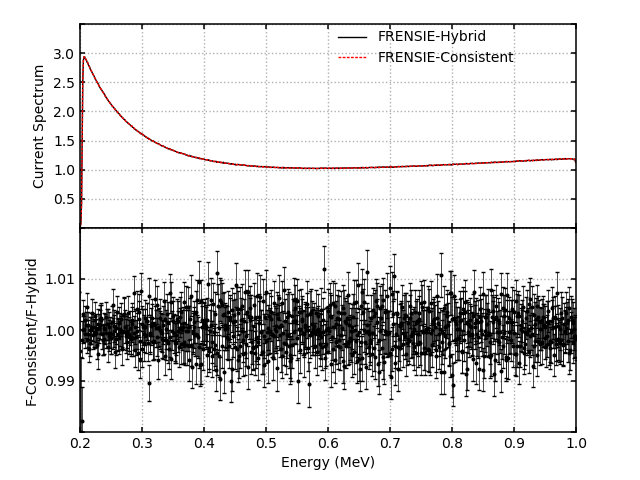 FRENSIE-Hybrid
FRENSIE-Consistent
Current Spectrum
3.0
2.5
2.0
1.5
1.0
0.5
F-Consistent/F-Hybrid
1.01
1.00
0.99
0.2 0.3 0.4 0.5 0.6 0.7 0.8 0.9 1.0
Energy (MeV)